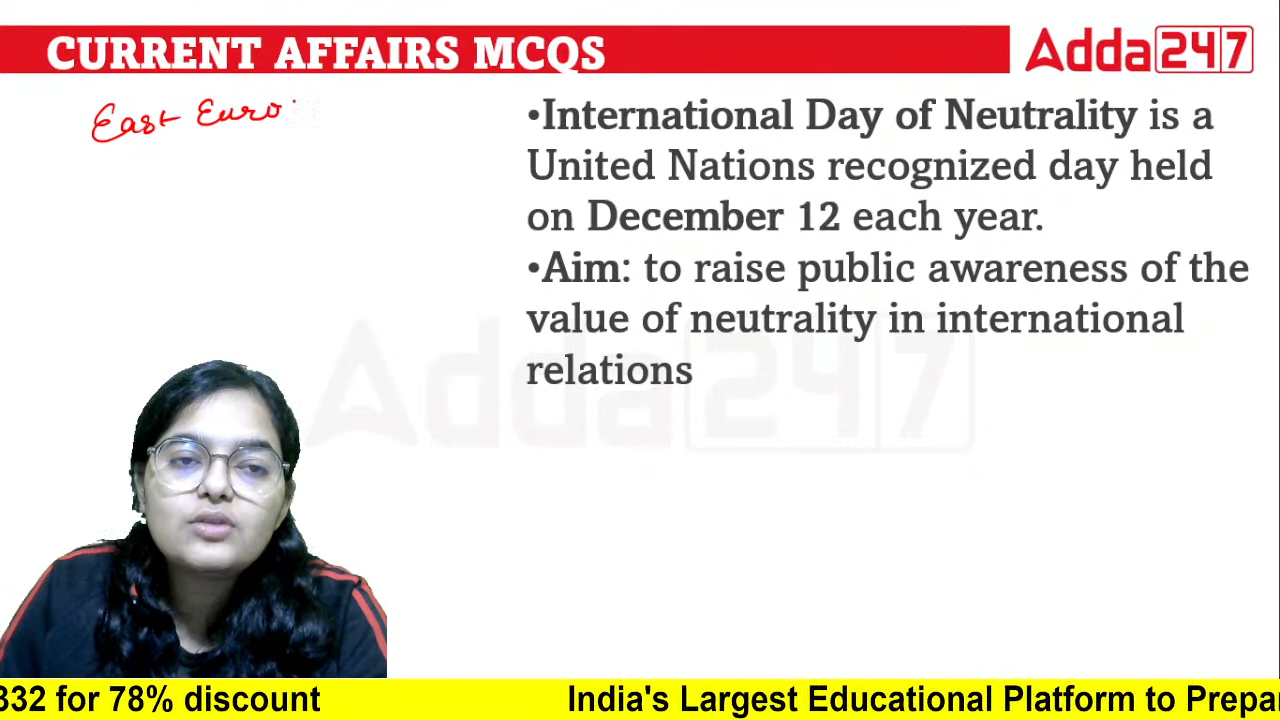 CURRENT AFFAIRS MCQS
Adda247
East Euro
•International Day of Neutrality is a
United Nations recognized day held
on December 12 each year.
•Aim: to raise public awareness of the
value of neutrality in international
relations
Adda247
332 for 78% discount India's Largest Educational Platform to Prepa